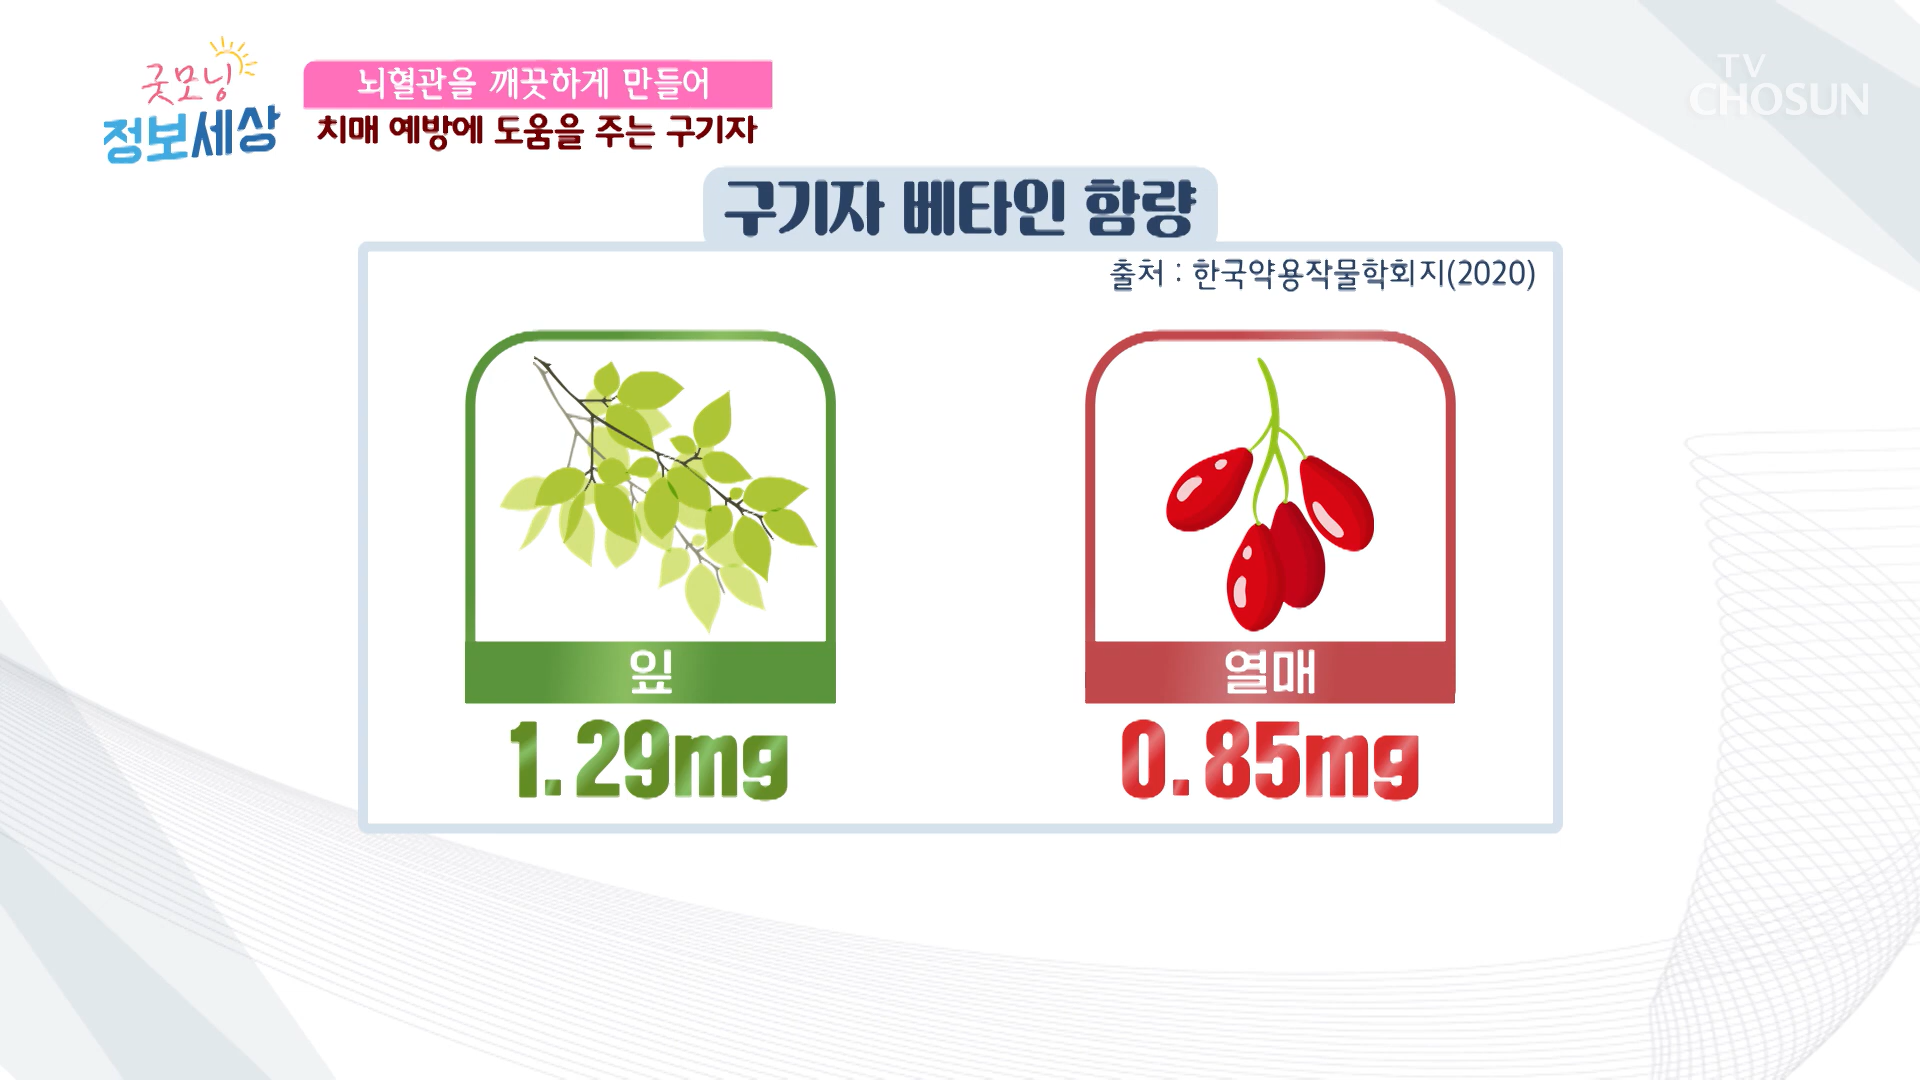 굿모닝
정보세상
뇌혈관을 깨끗하게 만들어
치매 예방에 도움을 주는 구기자
TV
CHOSUN
구기자 베타인 함량
출처 : 한국약용작물학회지(2020)
잎
열매
1.29mg
0.85mg